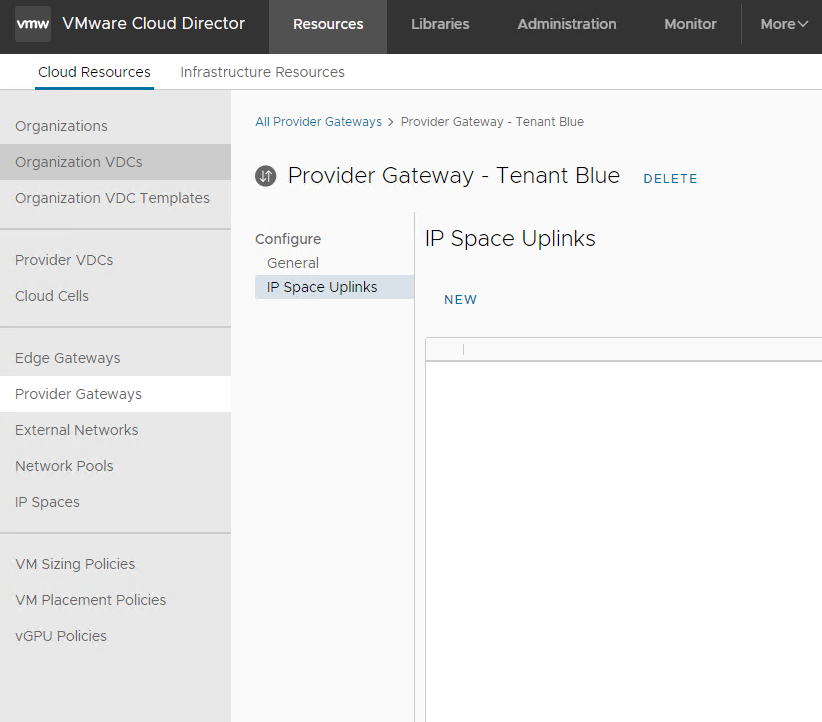 vmw VMware Cloud Director Resources Libraries Administration Monitor More
Cloud Resources Infrastructure Resources
Organizations
Organization VDCs
Organization VDC Templates
Provider VDCs
Cloud Cells
Edge Gateways
Provider Gateways
External Networks
Network Pools
IP Spaces
VM Sizing Policies
VM Placement Policies
vGPU Policies
All Provider Gateways > Provider Gateway - Tenant Blue
Provider Gateway - Tenant Blue DELETE
Configure
General
IP Space Uplinks
IP Space Uplinks
NEW